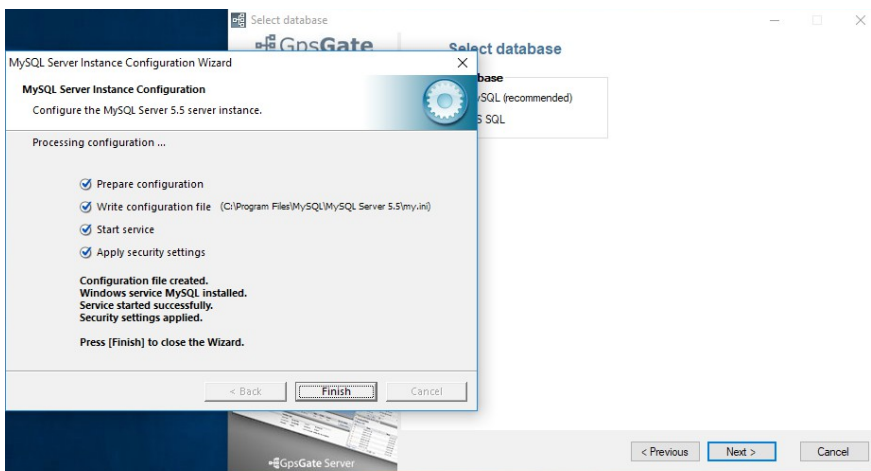 Select database
GpsGate
Select database
MySQL Server Instance Configuration Wizard
MySQL Server Instance Configuration
Configure the MySQL Server 5.5 server instance.
Processing configuration ...
Prepare configuration
Write configuration file (C:\Program Files\MySQL\MySQL Server 5.5\my.ini)
Start service
Apply security settings
Configuration file created.
Windows service MySQL installed.
Service started successfully.
Security settings applied.
Press [Finish] to close the Wizard.
< Back
Finish
Cancel
base
ySQL (recommended)
S SQL
GpsGate Server
< Previous
Next >
Cancel